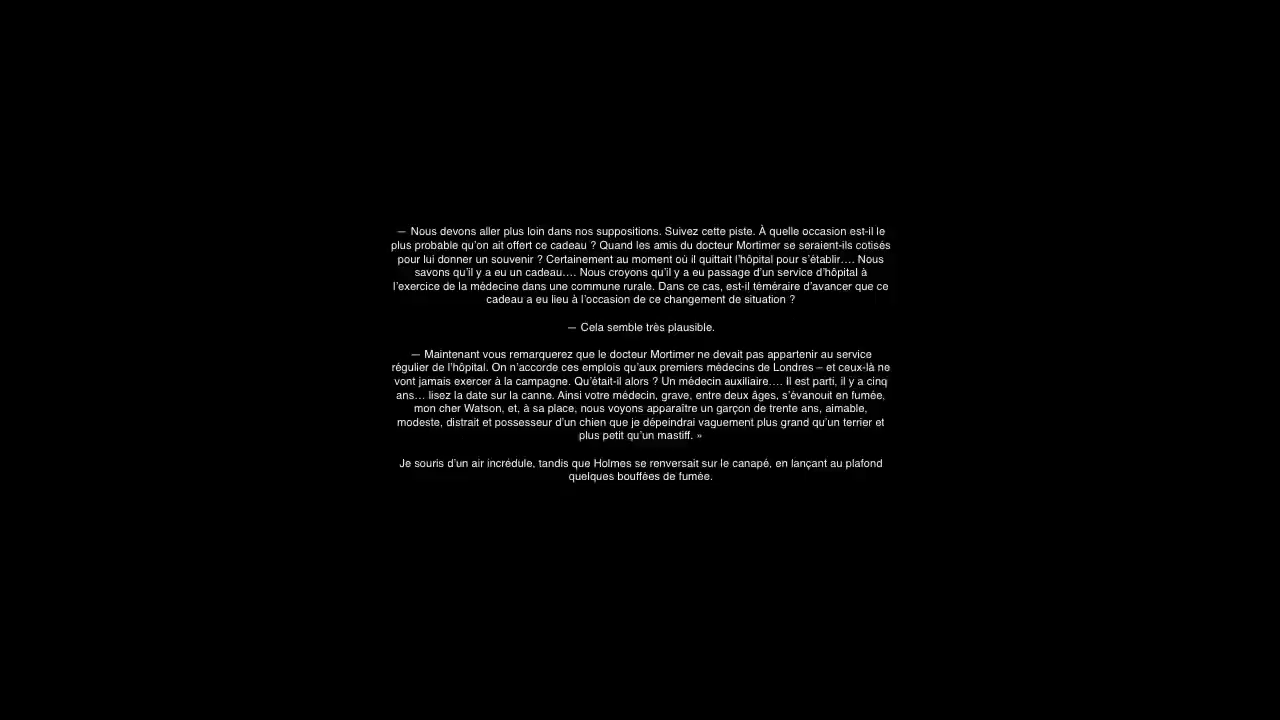 — Nous devons aller plus loin dans nos suppositions. Suivez cette piste. À quelle occasion est-il le
plus probable qu’on ait offert ce cadeau ? Quand les amis du docteur Mortimer se seraient-ils cotisés
pour lui donner un souvenir ? Certainement au moment où il quittait l’hôpital pour s’établir…. Nous
savons qu’il y a eu un cadeau…. Nous croyons qu’il y a eu passage d’un service d’hôpital à
l’exercice de la médecine dans une commune rurale. Dans ce cas, est-il téméraire d’avancer que ce
cadeau a eu lieu à l’occasion de ce changement de situation ?
— Cela semble très plausible.
— Maintenant vous remarquerez que le docteur Mortimer ne devait pas appartenir au service
régulier de l’hôpital. On n’accorde ces emplois qu’aux premiers médecins de Londres – et ceux-là ne
vont jamais exercer à la campagne. Qu’était-il alors ? Un médecin auxiliaire…. Il est parti, il y a cinq
ans… lisez la date sur la canne. Ainsi votre médecin, grave, entre deux âges, s’évanouit en fumée,
mon cher Watson, et, à sa place, nous voyons apparaître un garçon de trente ans, aimable,
modeste, distrait et possesseur d’un chien que je dépeindrai vaguement plus grand qu’un terrier et
plus petit qu’un mastiff. »
Je souris d’un air incrédule, tandis que Holmes se renversait sur le canapé, en lançant au plafond
quelques bouffées de fumée.